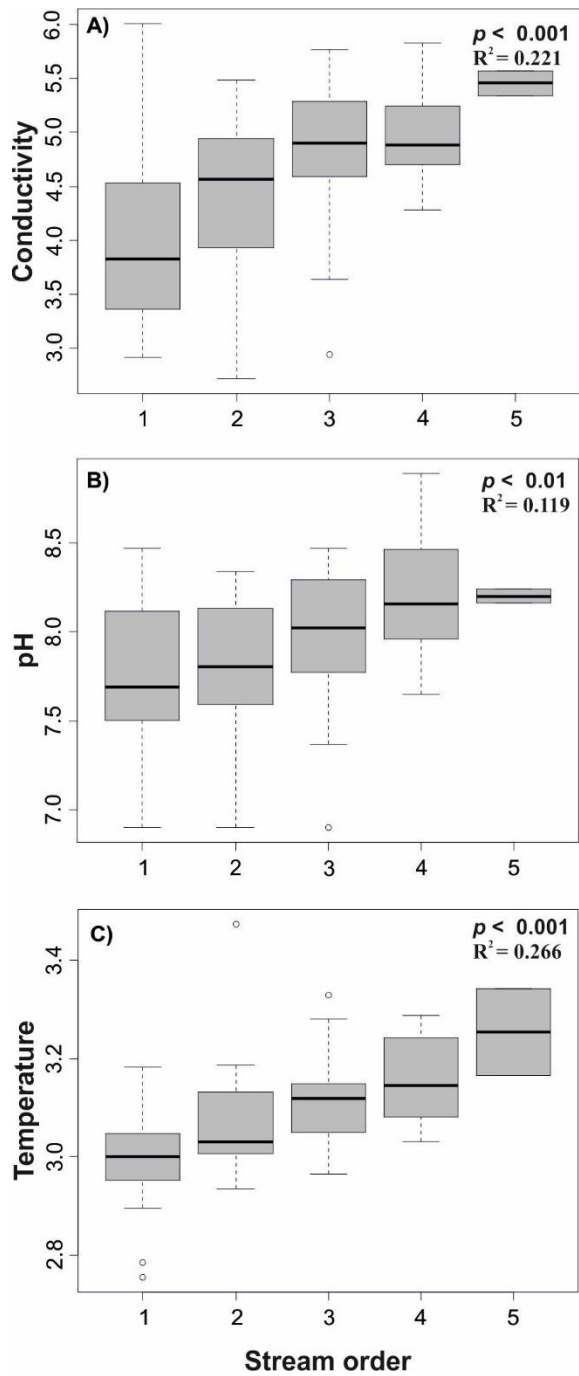 A)
p < 0.001
R² = 0.221
Conductivity
6.0
5.5
5.0
4.5
4.0
3.5
3.0
1 2 3 4 5
B)
p < 0.01
R² = 0.119
pH
8.5
8.0
7.5
7.0
1 2 3 4 5
C)
p < 0.001
R² = 0.266
Temperature
3.4
3.2
3.0
2.8
1 2 3 4 5
Stream order